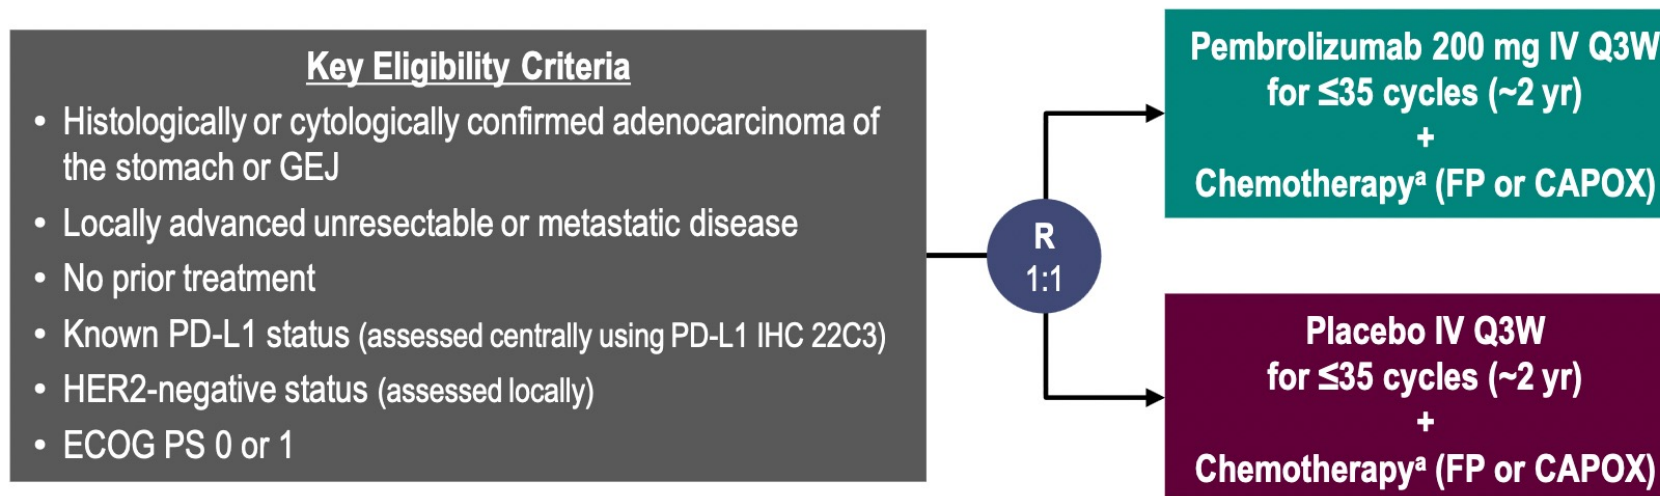 Key Eligibility Criteria
• Histologically or cytologically confirmed adenocarcinoma of
the stomach or GEJ
• Locally advanced unresectable or metastatic disease
• No prior treatment
• Known PD-L1 status (assessed centrally using PD-L1 IHC 22C3)
• HER2-negative status (assessed locally)
• ECOG PS 0 or 1
R
1:1
Pembrolizumab 200 mg IV Q3W
for ≤35 cycles (~2 yr)
+
Chemotherapyᵃ (FP or CAPOX)
Placebo IV Q3W
for ≤35 cycles (~2 yr)
+
Chemotherapyᵃ (FP or CAPOX)